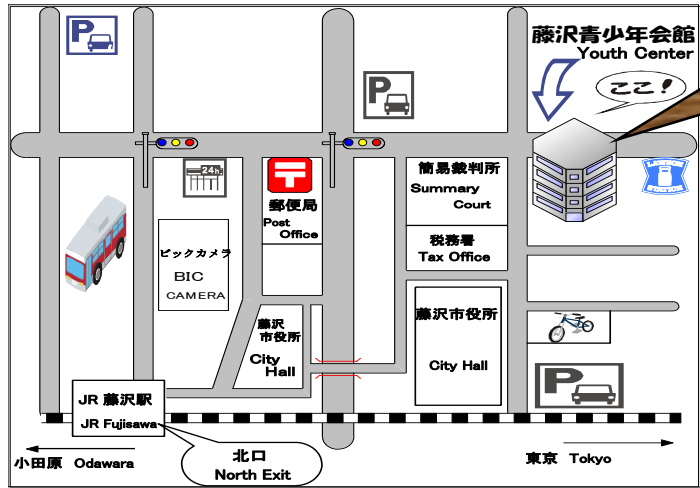 P
藤沢青少年会館
Youth Center
ここ！
P
24h
郵便局
Post
Office
簡易裁判所
Summary
Court
LAWSON
STATION
税務署
Tax Office
ビックカメラ
BIC
CAMERA
藤沢
市役所
City
Hall
藤沢市役所
City Hall
P
JR 藤沢駅
JR Fujisawa
北口
North Exit
小田原 Odawara
東京 Tokyo